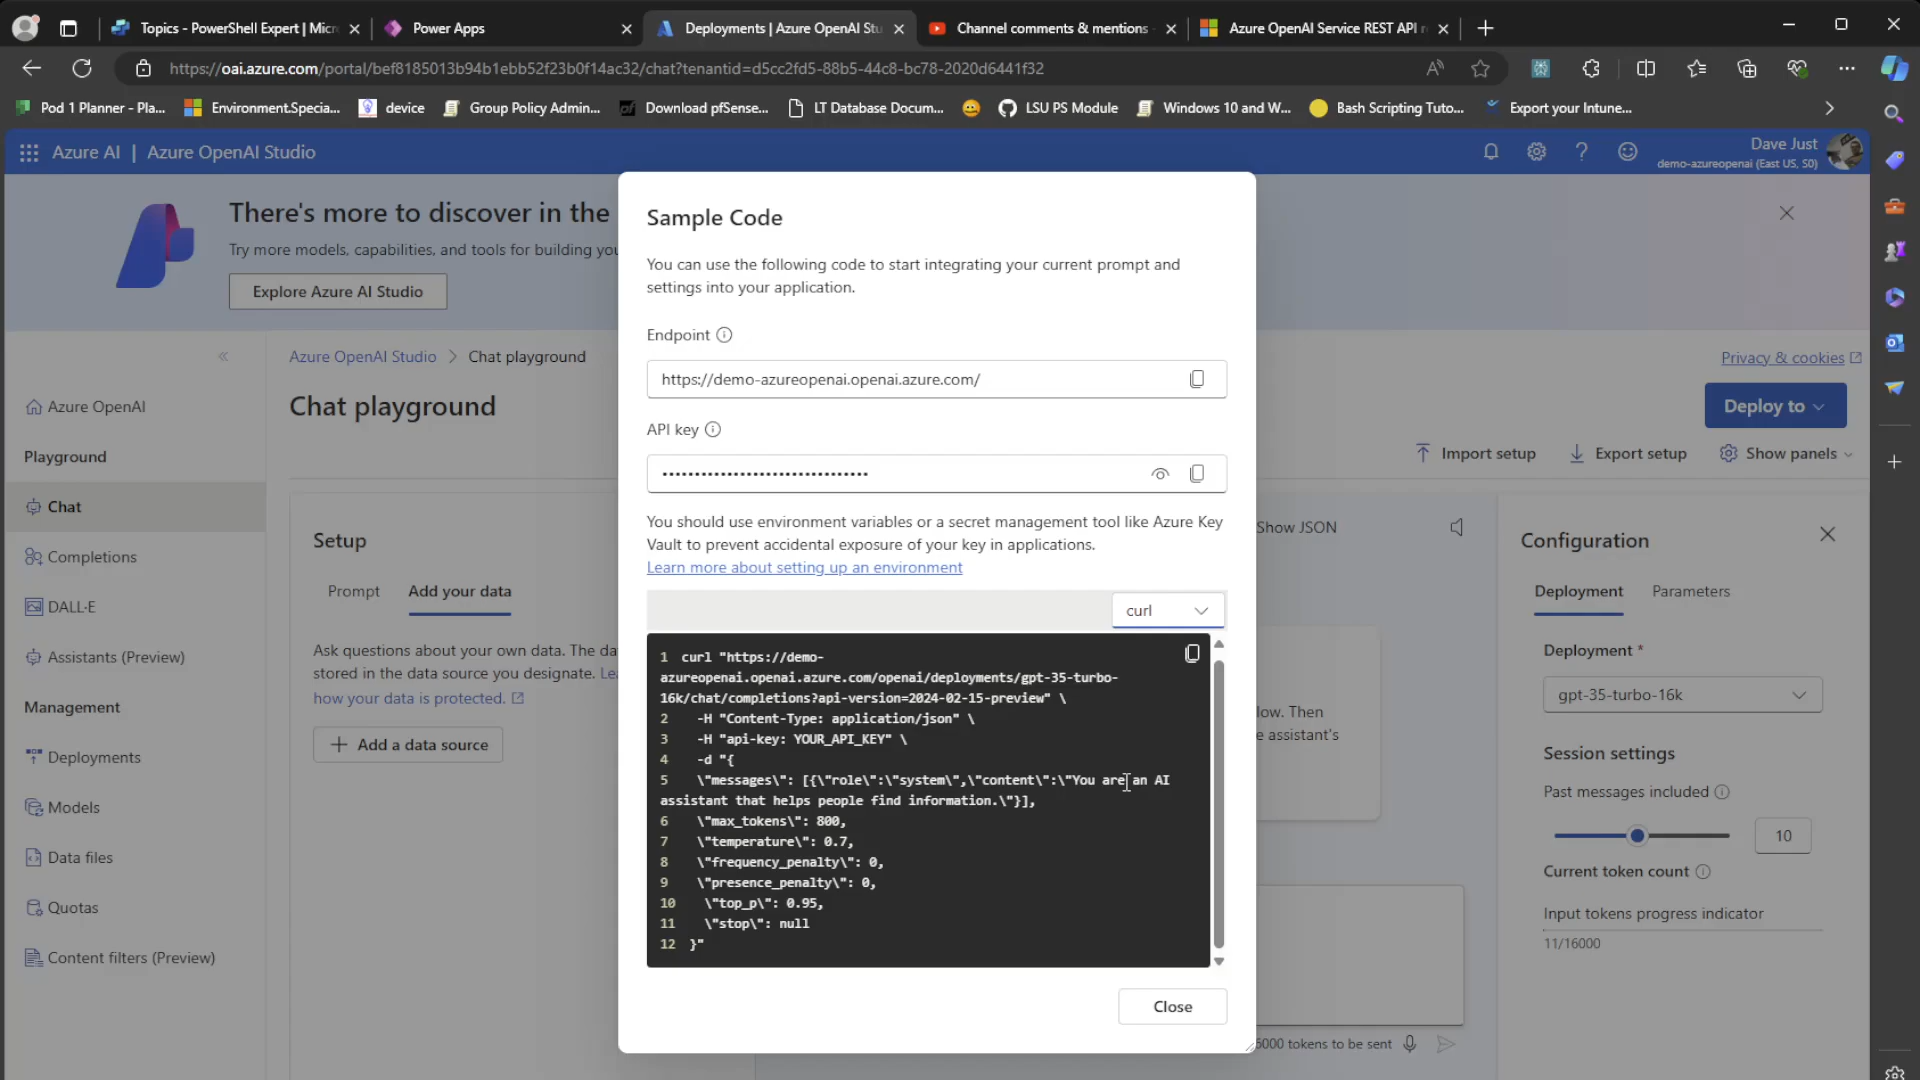 Topics - PowerShell Expert | Micr
Power Apps
Deployments | Azure OpenAI Stu
Channel comments & mentions
Azure OpenAI Service REST API r
https://oai.azure.com/portal/bef8185013b94b1ebb52f23b0f14ac32/chat?tenantid=d5cc2fd5-88b5-44c8-bc78-2020d6441f32
Pod 1 Planner - Pla...
Environment.Specia...
device
Group Policy Admin...
Download pfSense...
LT Database Docum...
LSU PS Module
Windows 10 and W...
Bash Scripting Tuto...
Export your Intune...
Azure AI | Azure OpenAI Studio
Dave Just
demo-azureopenai (East US, S0)
There's more to discover in the
Try more models, capabilities, and tools for building you
Explore Azure AI Studio
Azure OpenAI Studio > Chat playground
Privacy & cookies
Chat playground
Deploy to
Import setup
Export setup
Show panels
Azure OpenAI
Playground
Chat
Completions
DALL·E
Assistants (Preview)
Management
Deployments
Models
Data files
Quotas
Content filters (Preview)
Setup
Prompt
Add your data
Ask questions about your own data. The da
stored in the data source you designate. Lea
how your data is protected.
+ Add a data source
Sample Code
You can use the following code to start integrating your current prompt and
settings into your application.
Endpoint
https://demo-azureopenai.openai.azure.com/
API key
••••••••••••••••••••••••••••••••
You should use environment variables or a secret management tool like Azure Key
Vault to prevent accidental exposure of your key in applications.
Learn more about setting up an environment
curl
1 curl "https://demo-
azureopenai.openai.azure.com/openai/deployments/gpt-35-turbo-
16k/chat/completions?api-version=2024-02-15-preview" \
2 -H "Content-Type: application/json" \
3 -H "api-key: YOUR_API_KEY" \
4 -d "{
5 \"messages\": [{\"role\":\"system\",\"content\":\"You are an AI
assistant that helps people find information.\"}],
6 \"max_tokens\": 800,
7 \"temperature\": 0.7,
8 \"frequency_penalty\": 0,
9 \"presence_penalty\": 0,
10 \"top_p\": 0.95,
11 \"stop\": null
12 }"
Close
Show JSON
low. Then
e assistant's
6000 tokens to be sent
Configuration
Deployment
Parameters
Deployment *
gpt-35-turbo-16k
Session settings
Past messages included
10
Current token count
Input tokens progress indicator
11/16000